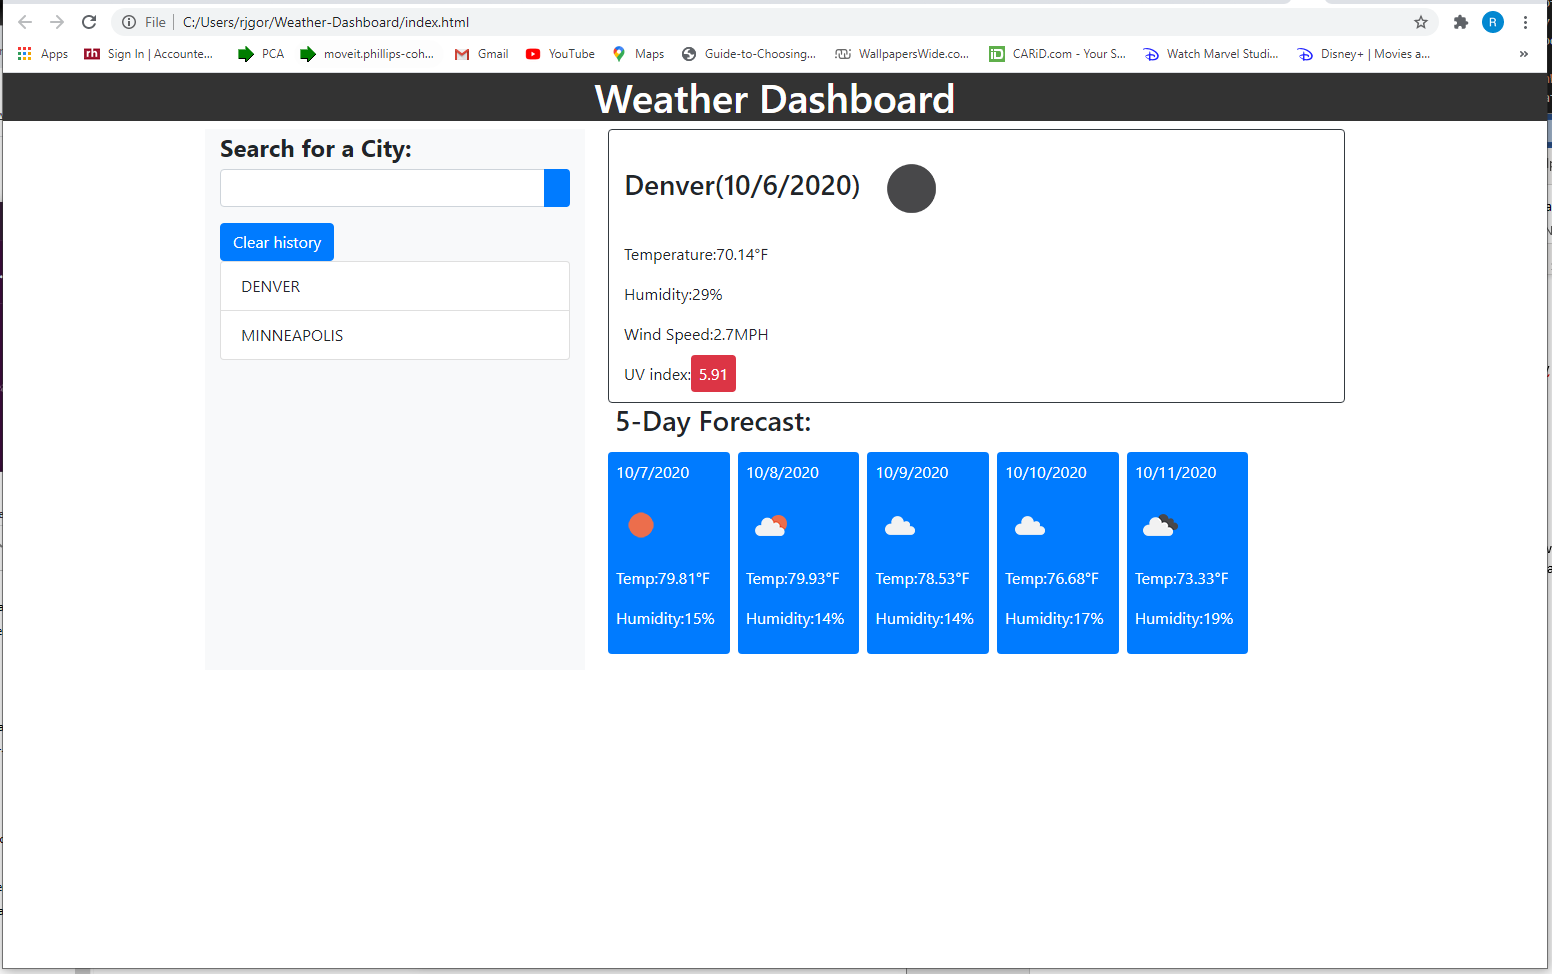 File C:/Users/rjgor/Weather-Dashboard/index.html R
Apps rh Sign In | Accounte... PCA moveit.phillips-coh... Gmail YouTube Maps Guide-to-Choosing... WallpapersWide.co... iD CARiD.com - Your S... Watch Marvel Studi... Disney+ | Movies a... »
Weather Dashboard
Search for a City:
Clear history
DENVER
MINNEAPOLIS
Denver(10/6/2020)
Temperature:70.14°F
Humidity:29%
Wind Speed:2.7MPH
UV index:5.91
5-Day Forecast:
10/7/2020
Temp:79.81°F
Humidity:15%
10/8/2020
Temp:79.93°F
Humidity:14%
10/9/2020
Temp:78.53°F
Humidity:14%
10/10/2020
Temp:76.68°F
Humidity:17%
10/11/2020
Temp:73.33°F
Humidity:19%